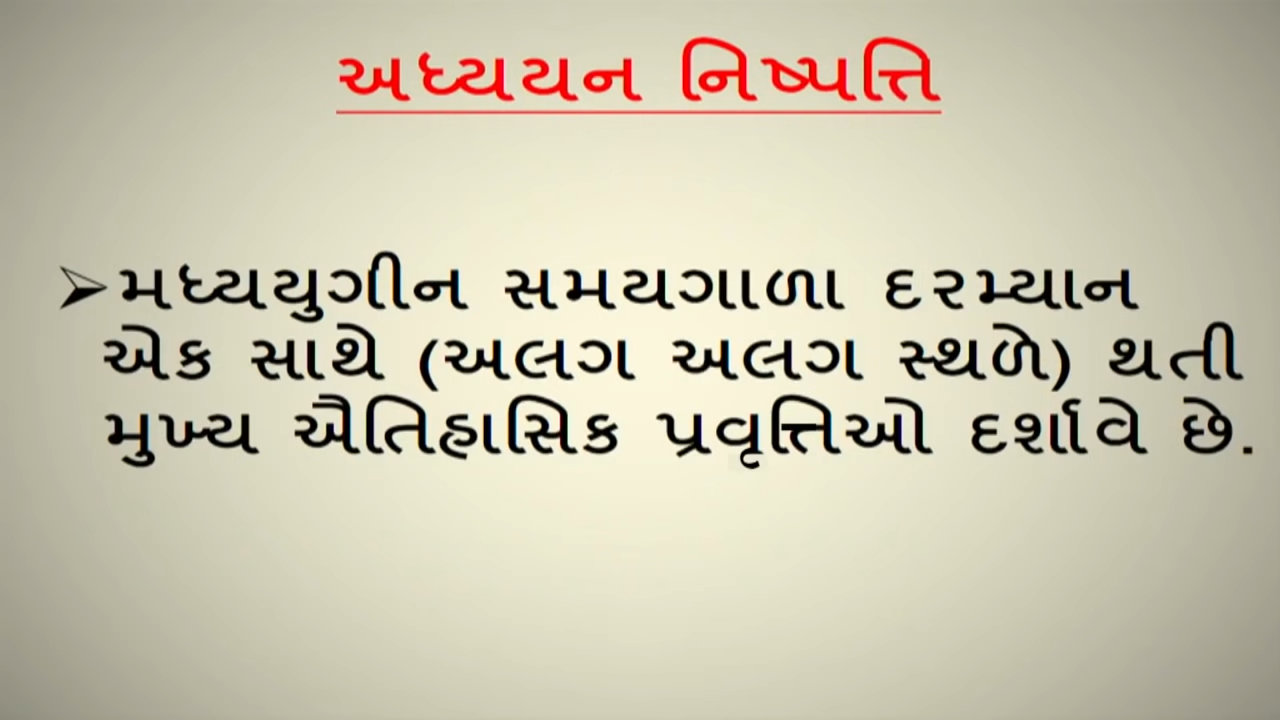 અધ્યયન નિષ્પત્તિ
➢મધ્યયુગીન સમયગાળા દરમ્યાન
એક સાથે (અલગ અલગ સ્થળે) થતી
મુખ્ય ઐતિહાસિક પ્રવૃત્તિઓ દર્શાવે છે.